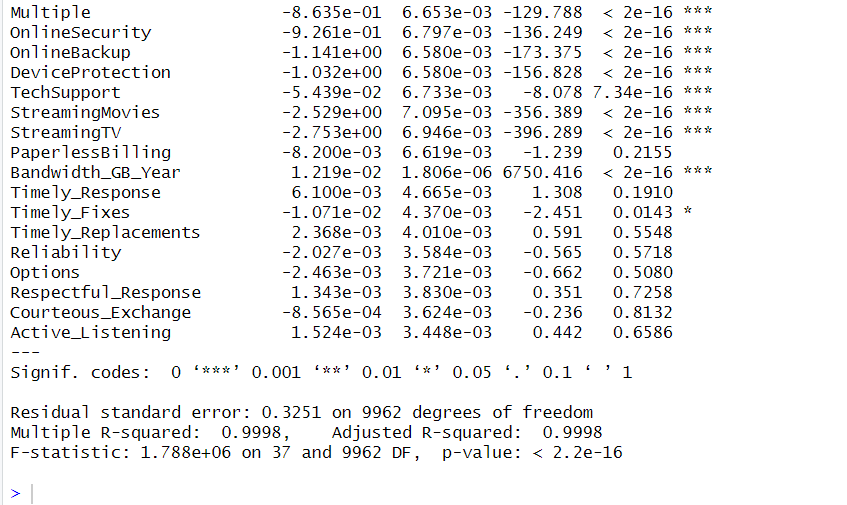 Multiple -8.635e-01 6.653e-03 -129.788 < 2e-16 ***
OnlineSecurity -9.261e-01 6.797e-03 -136.249 < 2e-16 ***
OnlineBackup -1.141e+00 6.580e-03 -173.375 < 2e-16 ***
DeviceProtection -1.032e+00 6.580e-03 -156.828 < 2e-16 ***
TechSupport -5.439e-02 6.733e-03 -8.078 7.34e-16 ***
StreamingMovies -2.529e+00 7.095e-03 -356.389 < 2e-16 ***
StreamingTV -2.753e+00 6.946e-03 -396.289 < 2e-16 ***
PaperlessBilling -8.200e-03 6.619e-03 -1.239 0.2155
Bandwidth_GB_Year 1.219e-02 1.806e-06 6750.416 < 2e-16 ***
Timely_Response 6.100e-03 4.665e-03 1.308 0.1910
Timely_Fixes -1.071e-02 4.370e-03 -2.451 0.0143 *
Timely_Replacements 2.368e-03 4.010e-03 0.591 0.5548
Reliability -2.027e-03 3.584e-03 -0.565 0.5718
Options -2.463e-03 3.721e-03 -0.662 0.5080
Respectful_Response 1.343e-03 3.830e-03 0.351 0.7258
Courteous_Exchange -8.565e-04 3.624e-03 -0.236 0.8132
Active_Listening 1.524e-03 3.448e-03 0.442 0.6586
---
Signif. codes: 0 ‘***’ 0.001 ‘**’ 0.01 ‘*’ 0.05 ‘.’ 0.1 ‘ ’ 1
Residual standard error: 0.3251 on 9962 degrees of freedom
Multiple R-squared: 0.9998, Adjusted R-squared: 0.9998
F-statistic: 1.788e+06 on 37 and 9962 DF, p-value: < 2.2e-16
>